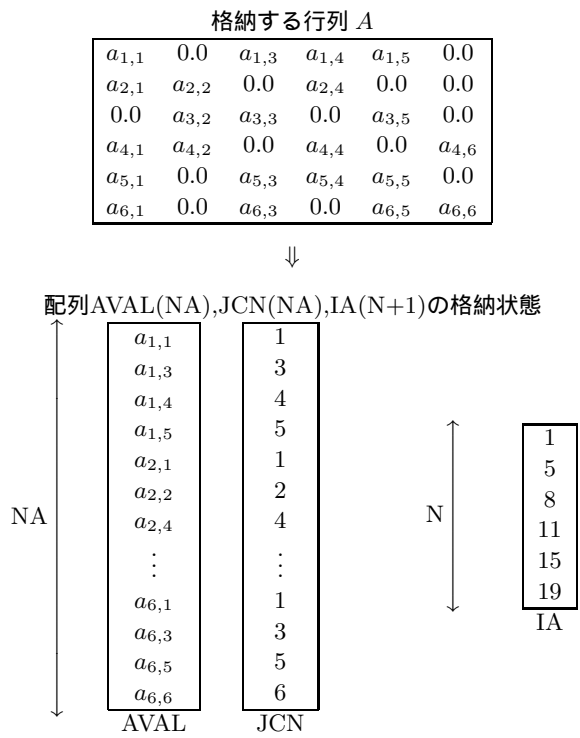 格納する行列 A
a1,1 0.0 a1,3 a1,4 a1,5 0.0
a2,1 a2,2 0.0 a2,4 0.0 0.0
0.0 a3,2 a3,3 0.0 a3,5 0.0
a4,1 a4,2 0.0 a4,4 0.0 a4,6
a5,1 0.0 a5,3 a5,4 a5,5 0.0
a6,1 0.0 a6,3 0.0 a6,5 a6,6
⇓
配列AVAL(NA),JCN(NA),IA(N+1)の格納状態
NA
a1,1
a1,3
a1,4
a1,5
a2,1
a2,2
a2,4
⋮
a6,1
a6,3
a6,5
a6,6
AVAL
1
3
4
5
1
2
4
⋮
1
3
5
6
JCN
N
1
5
8
11
15
19
IA